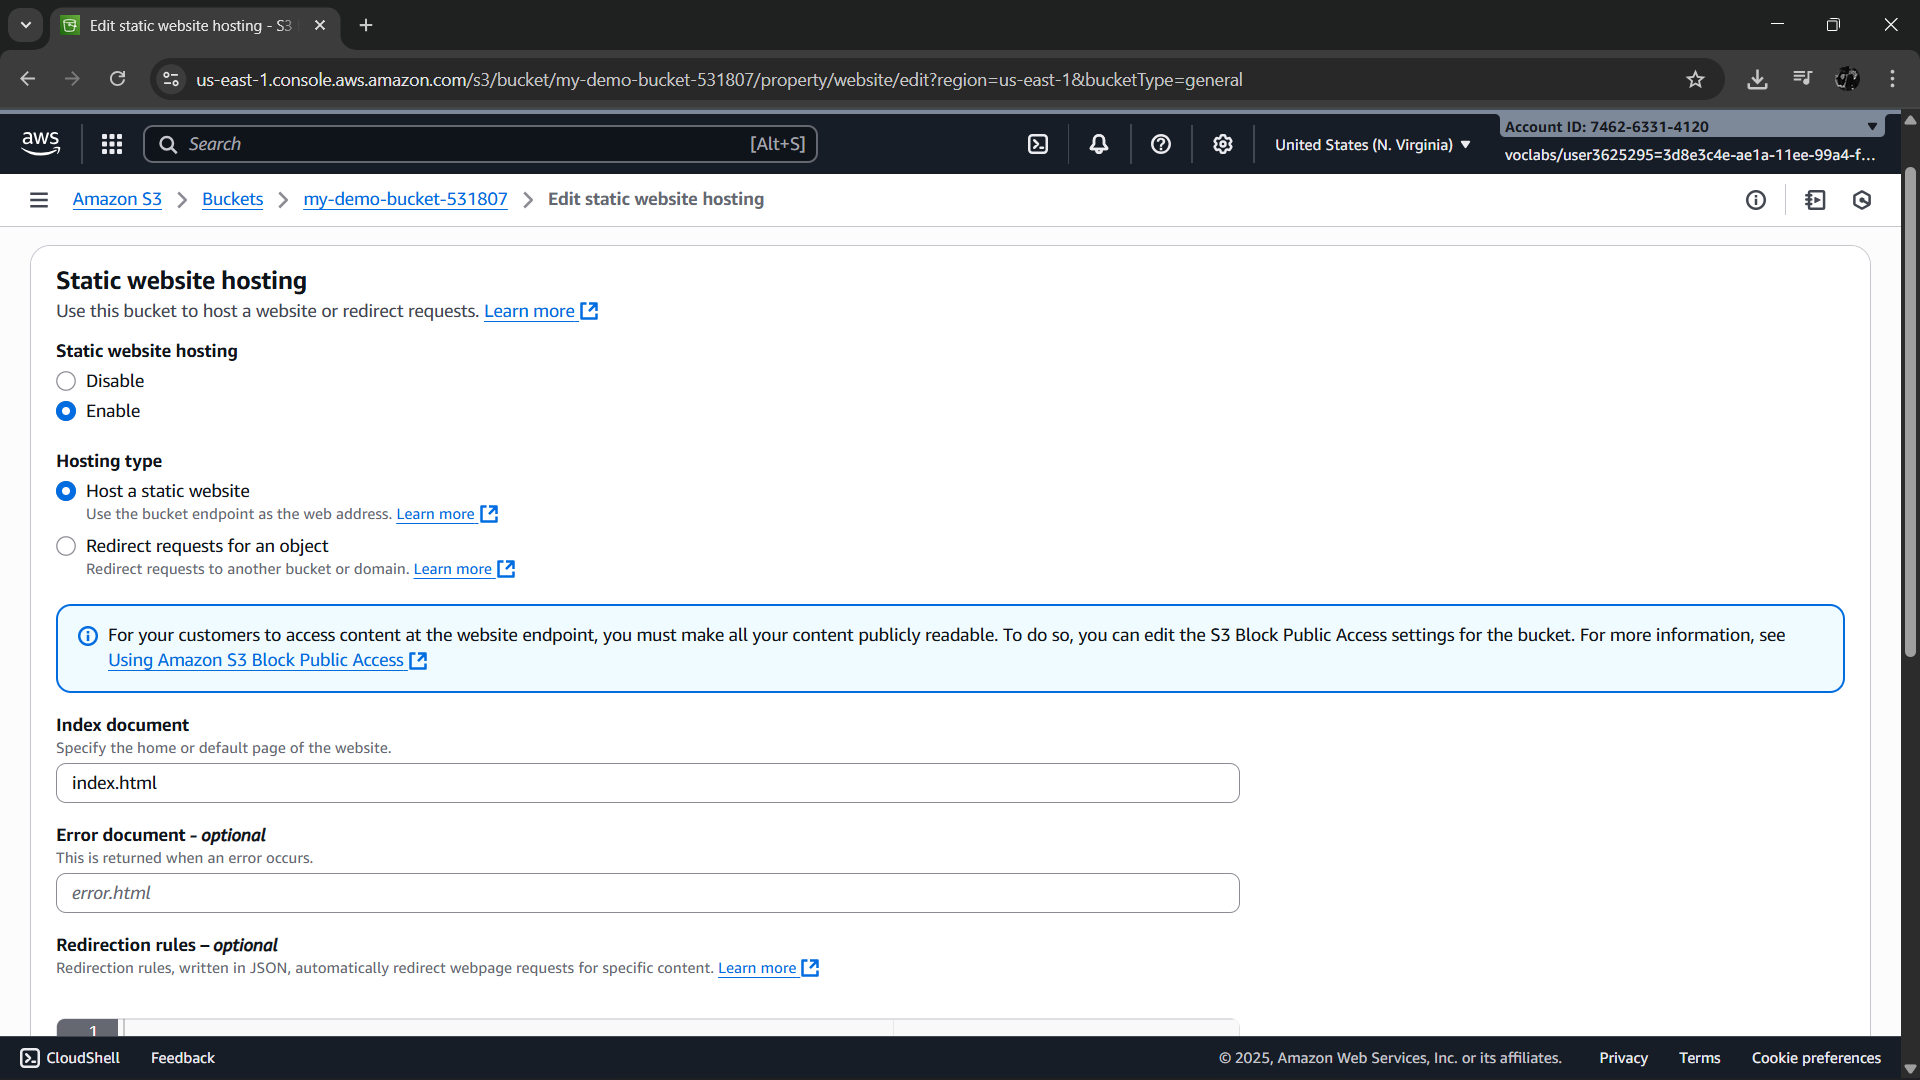 Edit static website hosting - S3
us-east-1.console.aws.amazon.com/s3/bucket/my-demo-bucket-531807/property/website/edit?region=us-east-1&bucketType=general
aws
Search
[Alt+S]
United States (N. Virginia)
Account ID: 7462-6331-4120
voclabs/user3625295=3d8e3c4e-ae1a-11ee-99a4-f...
Amazon S3
Buckets
my-demo-bucket-531807
Edit static website hosting
Static website hosting
Use this bucket to host a website or redirect requests. Learn more
Static website hosting
Disable
Enable
Hosting type
Host a static website
Use the bucket endpoint as the web address. Learn more
Redirect requests for an object
Redirect requests to another bucket or domain. Learn more
For your customers to access content at the website endpoint, you must make all your content publicly readable. To do so, you can edit the S3 Block Public Access settings for the bucket. For more information, see
Using Amazon S3 Block Public Access
Index document
Specify the home or default page of the website.
index.html
Error document - optional
This is returned when an error occurs.
error.html
Redirection rules – optional
Redirection rules, written in JSON, automatically redirect webpage requests for specific content. Learn more
1
CloudShell
Feedback
© 2025, Amazon Web Services, Inc. or its affiliates.
Privacy
Terms
Cookie preferences